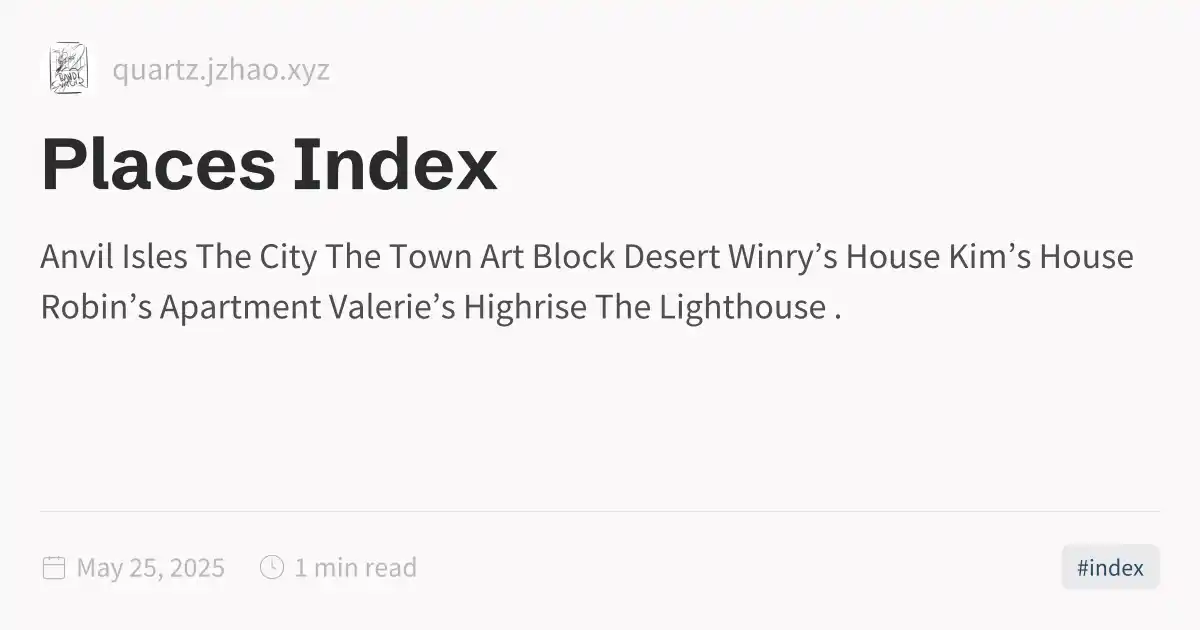 quartz.jzhao.xyz
Places Index
Anvil Isles The City The Town Art Block Desert Winry’s House Kim’s House
Robin’s Apartment Valerie’s Highrise The Lighthouse .
May 25, 2025 1 min read #index